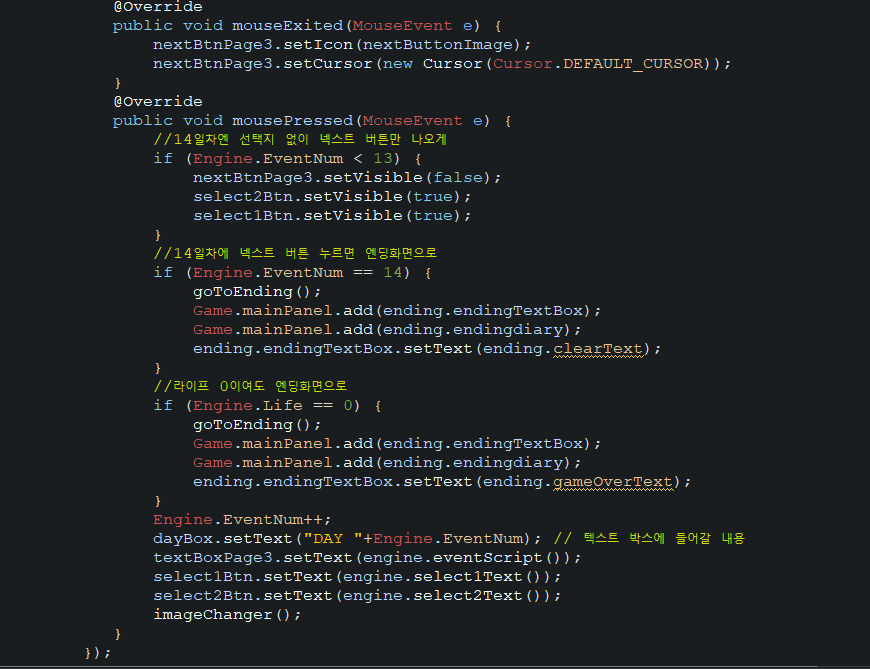 @Override
public void mouseExited(MouseEvent e) {
nextBtnPage3.setIcon(nextButtonImage);
nextBtnPage3.setCursor(new Cursor(Cursor.DEFAULT_CURSOR));
}
@Override
public void mousePressed(MouseEvent e) {
//14일차엔 선택지 없이 넥스트 버튼만 나오게
if (Engine.EventNum < 13) {
nextBtnPage3.setVisible(false);
select2Btn.setVisible(true);
select1Btn.setVisible(true);
}
//14일차에 넥스트 버튼 누르면 엔딩화면으로
if (Engine.EventNum == 14) {
goToEnding();
Game.mainPanel.add(ending.endingTextBox);
Game.mainPanel.add(ending.endingdiary);
ending.endingTextBox.setText(ending.clearText);
}
//라이프 0이여도 엔딩화면으로
if (Engine.Life == 0) {
goToEnding();
Game.mainPanel.add(ending.endingTextBox);
Game.mainPanel.add(ending.endingdiary);
ending.endingTextBox.setText(ending.gameOverText);
}
Engine.EventNum++;
dayBox.setText("DAY "+Engine.EventNum); // 텍스트 박스에 들어갈 내용
textBoxPage3.setText(engine.eventScript());
select1Btn.setText(engine.select1Text());
select2Btn.setText(engine.select2Text());
imageChanger();
}
});